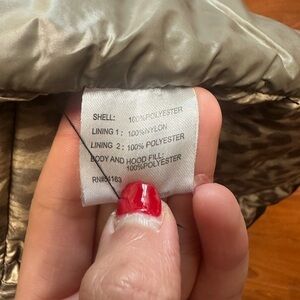 SHELL: 100%POLYESTER
LINING 1: 100%NYLON
LINING 2: 100% POLYESTER
BODY AND HOOD FILL:
100%POLYESTER